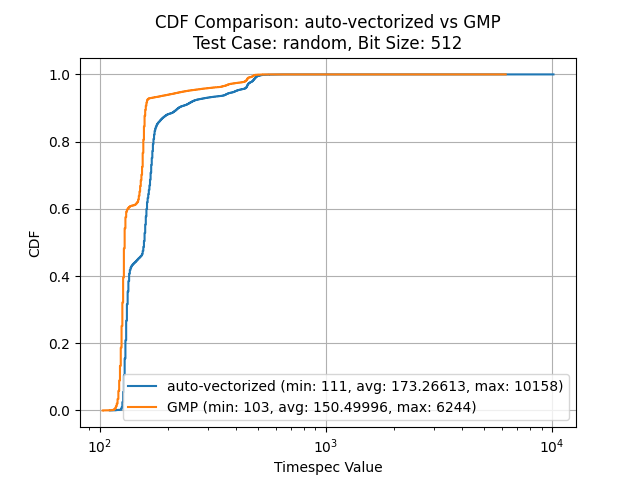 CDF Comparison: auto-vectorized vs GMP
Test Case: random, Bit Size: 512
CDF
1.0
0.8
0.6
0.4
0.2
0.0
auto-vectorized (min: 111, avg: 173.26613, max: 10158)
GMP (min: 103, avg: 150.49996, max: 6244)
10²
10³
10⁴
Timespec Value